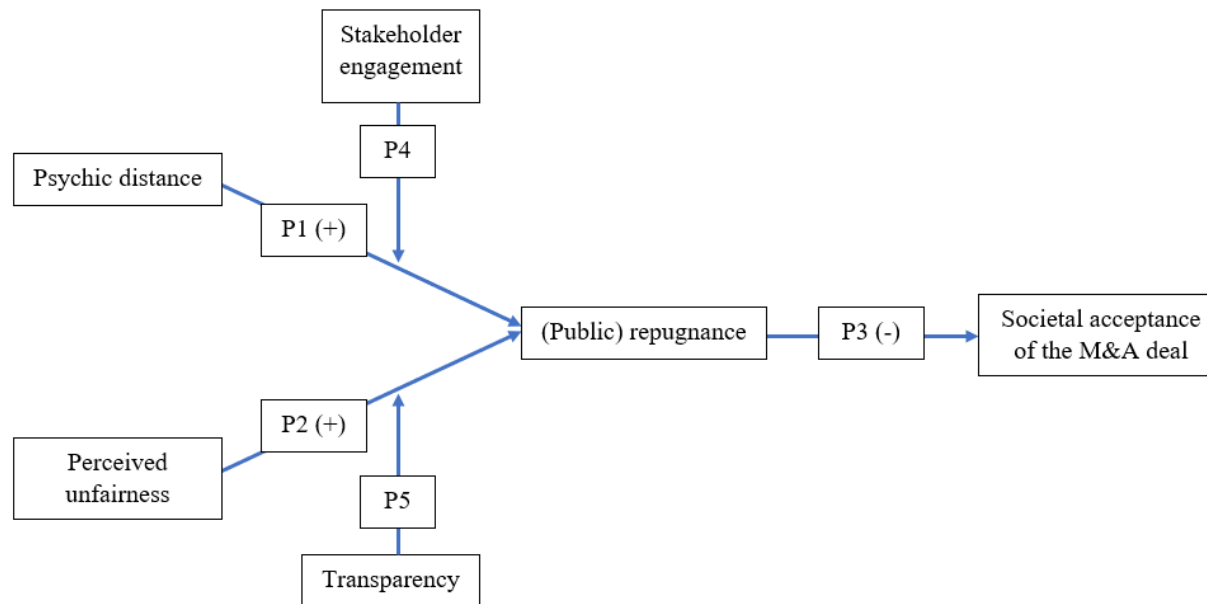 Stakeholder
engagement
P4
Psychic distance
P1 (+)
(Public) repugnance
P3 (-)
Societal acceptance
of the M&A deal
P2 (+)
Perceived
unfairness
P5
Transparency